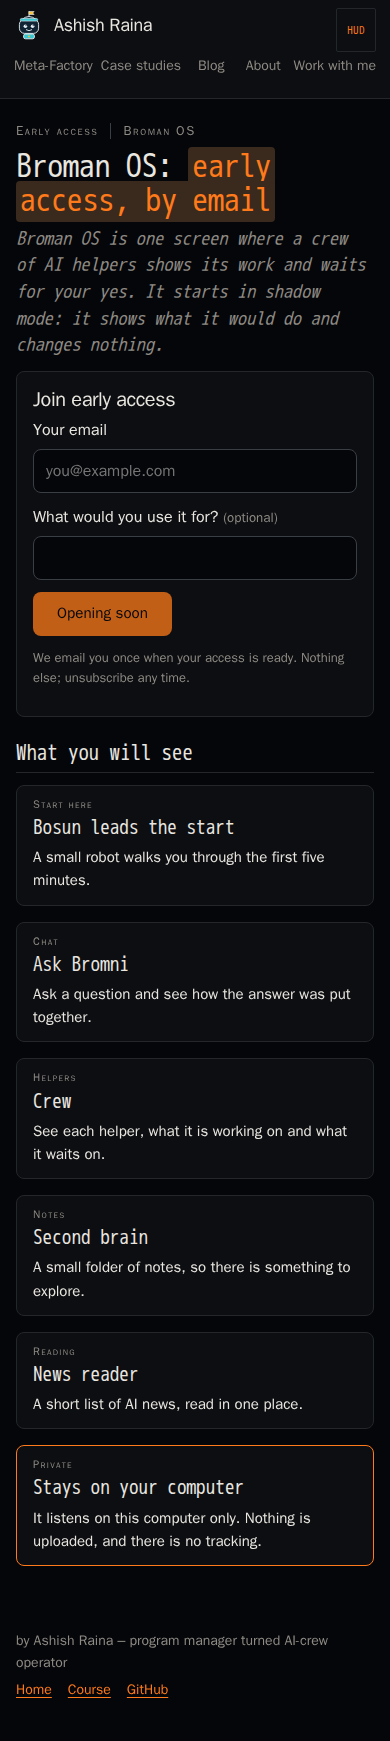 Ashish Raina
HUD
Meta-Factory Case studies Blog About Work with me
Early access | Broman OS
Broman OS: early
access, by email
Broman OS is one screen where a crew
of AI helpers shows its work and waits
for your yes. It starts in shadow
mode: it shows what it would do and
changes nothing.
Join early access
Your email
you@example.com
What would you use it for? (optional)
Opening soon
We email you once when your access is ready. Nothing
else; unsubscribe any time.
What you will see
Start here
Bosun leads the start
A small robot walks you through the first five
minutes.
Chat
Ask Bromni
Ask a question and see how the answer was put
together.
Helpers
Crew
See each helper, what it is working on and what
it waits on.
Notes
Second brain
A small folder of notes, so there is something to
explore.
Reading
News reader
A short list of AI news, read in one place.
Private
Stays on your computer
It listens on this computer only. Nothing is
uploaded, and there is no tracking.
by Ashish Raina — program manager turned AI-crew
operator
Home Course GitHub